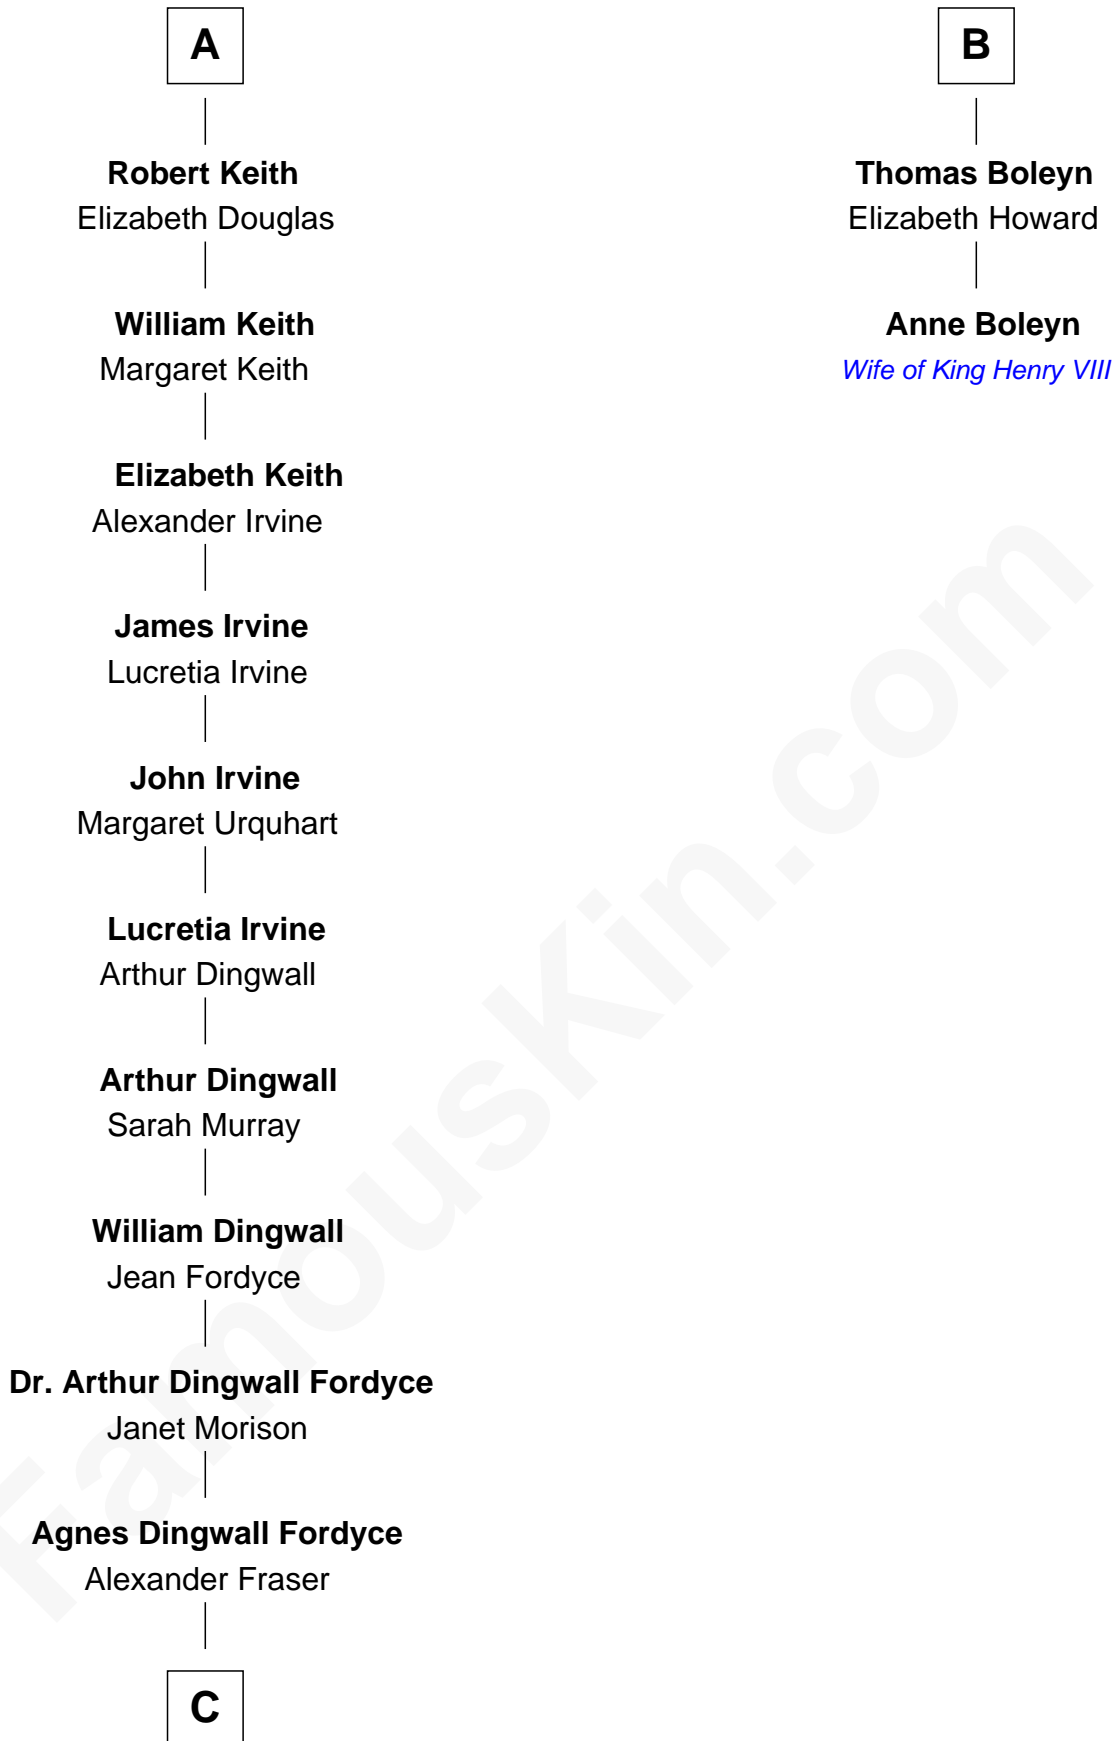 A
Robert Keith
Elizabeth Douglas
William Keith
Margaret Keith
Elizabeth Keith
Alexander Irvine
James Irvine
Lucretia Irvine
John Irvine
Margaret Urquhart
Lucretia Irvine
Arthur Dingwall
Arthur Dingwall
Sarah Murray
William Dingwall
Jean Fordyce
Dr. Arthur Dingwall Fordyce
Janet Morison
Agnes Dingwall Fordyce
Alexander Fraser
C
B
Thomas Boleyn
Elizabeth Howard
Anne Boleyn
Wife of King Henry VIII
FamousKin.com